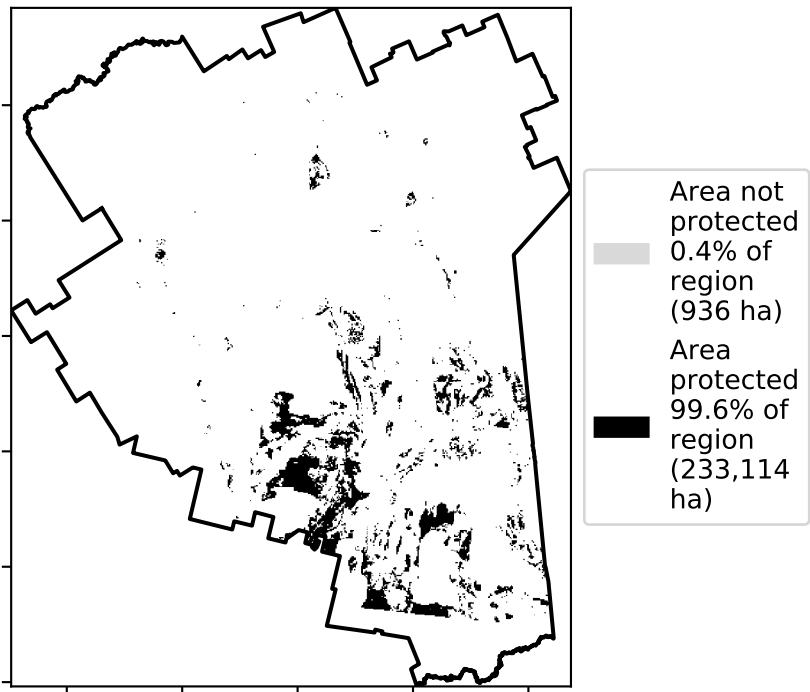 Area not
protected
0.4% of
region
(936 ha)
Area
protected
99.6% of
region
(233,114
ha)